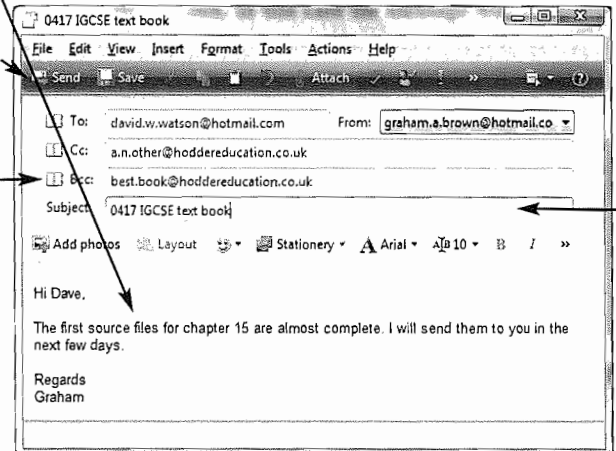 0417 IGCSE text book
File Edit View Insert Format Tools Actions Help
Send Save Attach »
To: david.w.watson@hotmail.com From: graham.a.brown@hotmail.co
Cc: a.n.other@hoddereducation.co.uk
Bcc: best.book@hoddereducation.co.uk
Subject: 0417 IGCSE text book
Add photos Layout Stationery A Arial 10 B I »
Hi Dave,
The first source files for chapter 15 are almost complete. I will send them to you in the
next few days.
Regards
Graham